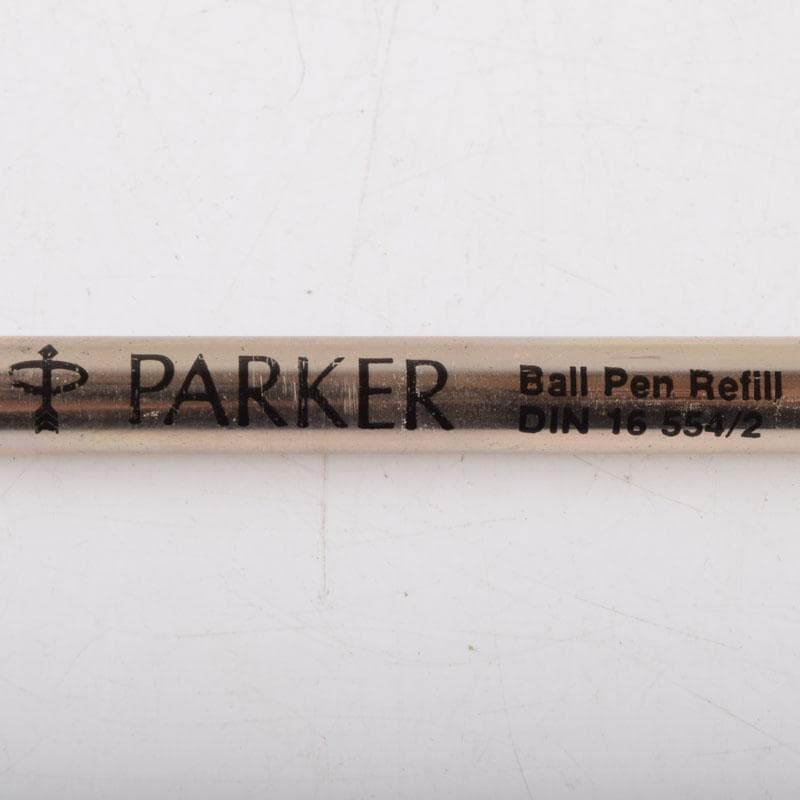 PARKER
Ball Pen Refill
DIN 16 554/2